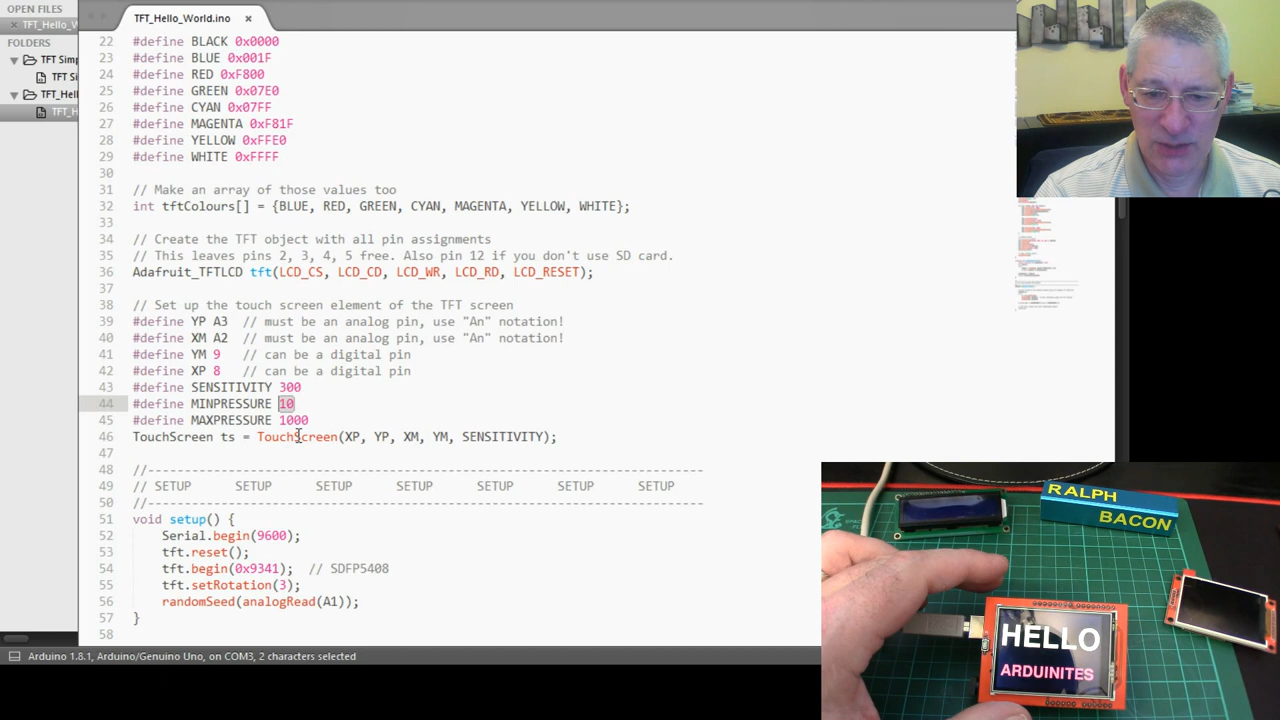 OPEN FILES
TFT_Hello_W
FOLDERS
TFT Simp
TFT Si
TFT_Hell
TFT_H
TFT_Hello_World.ino
22 #define BLACK 0x0000
23 #define BLUE 0x001F
24 #define RED 0xF800
25 #define GREEN 0x07E0
26 #define CYAN 0x07FF
27 #define MAGENTA 0xF81F
28 #define YELLOW 0xFFE0
29 #define WHITE 0xFFFF
30
31 // Make an array of those values too
32 int tftColours[] = {BLUE, RED, GREEN, CYAN, MAGENTA, YELLOW, WHITE};
33
34 // Create the TFT object with all pin assignments
35 // This leaves pins 2, 3, & 5 free. Also pin 12 if you don't use SD card.
36 Adafruit_TFTLCD tft(LCD_CS, LCD_CD, LCD_WR, LCD_RD, LCD_RESET);
37
38 // Set up the touch screen part of the TFT screen
39 #define YP A3 // must be an analog pin, use "An" notation!
40 #define XM A2 // must be an analog pin, use "An" notation!
41 #define YM 9 // can be a digital pin
42 #define XP 8 // can be a digital pin
43 #define SENSITIVITY 300
44 #define MINPRESSURE 10
45 #define MAXPRESSURE 1000
46 TouchScreen ts = TouchScreen(XP, YP, XM, YM, SENSITIVITY);
47
48 //-----------------------------------------------------------------------------
49 // SETUP SETUP SETUP SETUP SETUP SETUP SETUP
50 //-----------------------------------------------------------------------------
51 void setup() {
52 Serial.begin(9600);
53 tft.reset();
54 tft.begin(0x9341); // SDFP5408
55 tft.setRotation(3);
56 randomSeed(analogRead(A1));
57 }
58
Arduino 1.8.1, Arduino/Genuino Uno, on COM3, 2 characters selected
RALPH
BACON
HELLO
ARDUINITES